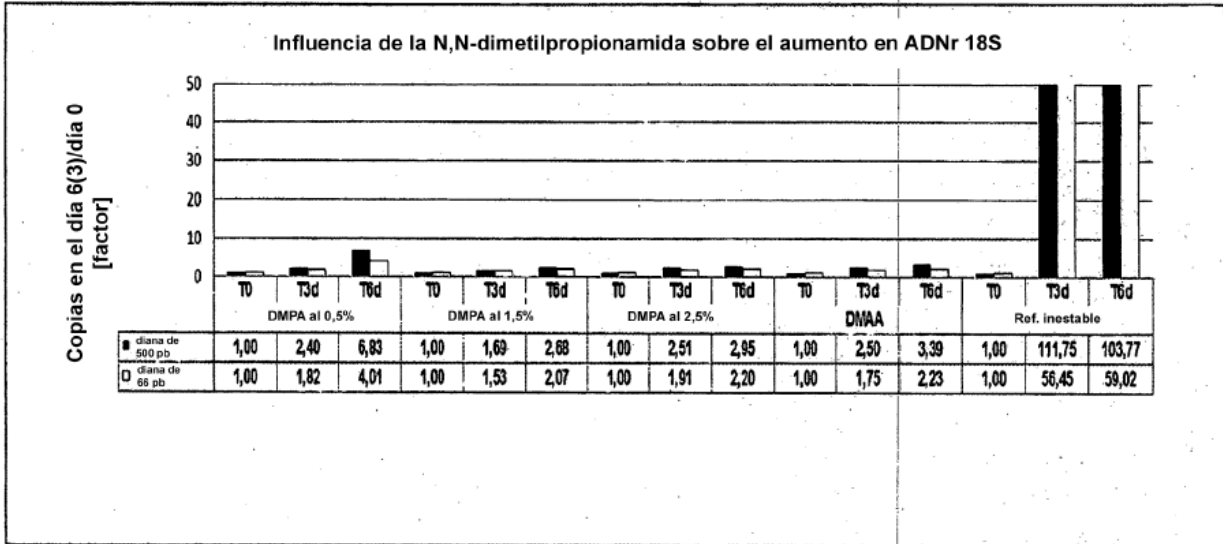 Influencia de la N,N-dimetilpropionamida sobre el aumento en ADNr 18S
Copias en el día 6(3)/día 0
[factor]
50
40
30
20
10
0
T0 T3d T6d T0 T3d T6d T0 T3d T6d T0 T3d T6d T0 T3d T6d
DMPA al 0,5% DMPA al 1,5% DMPA al 2,5% DMAA Ref. inestable
diana de
500 pb 1,00 2,40 6,83 1,00 1,69 2,68 1,00 2,51 2,95 1,00 2,50 3,39 1,00 111,75 103,77
diana de
66 pb 1,00 1,82 4,01 1,00 1,53 2,07 1,00 1,91 2,20 1,00 1,75 2,23 1,00 56,45 59,02